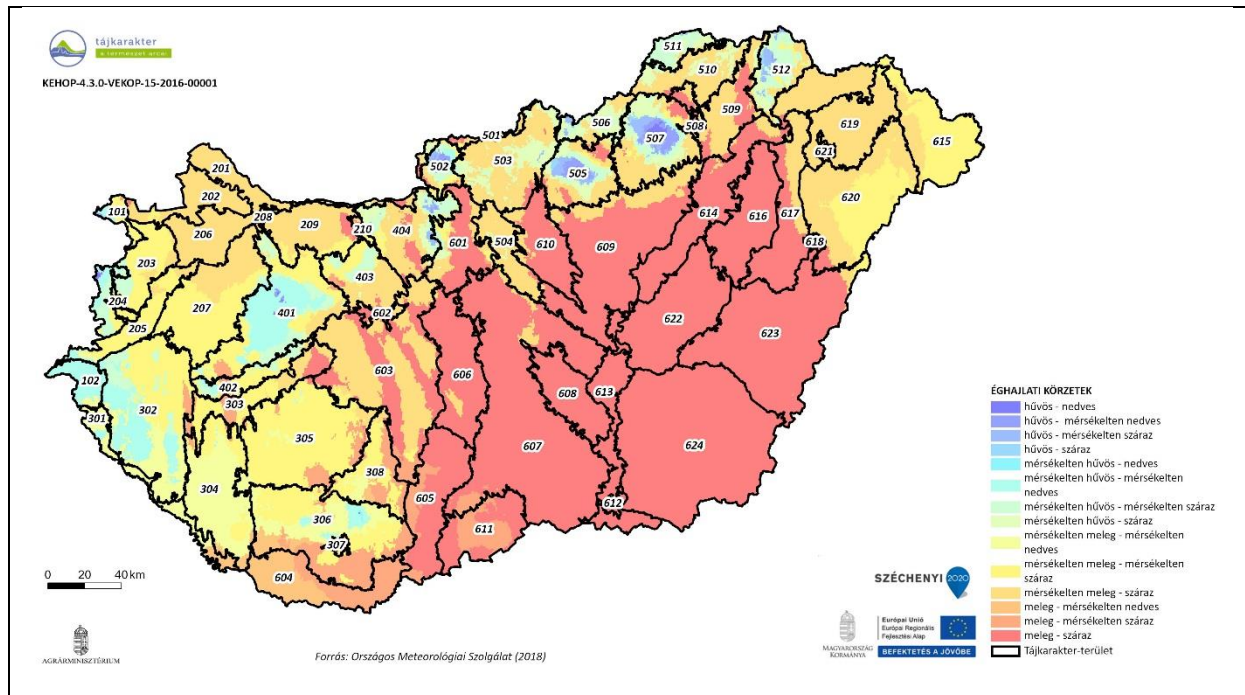 tájkarakter
a természet arcai
KEHOP-4.3.0-VEKOP-15-2016-00001
511
510
512
501
506
507
508
509
619
615
502
503
505
621
620
201
202
101
208
209
210
404
601
504
610
609
614
616
617
618
206
203
403
204
205
207
401
602
622
623
102
402
303
603
606
608
613
301
302
305
607
624
304
308
605
612
306
307
611
604
0 20 40 km
ÉGHAJLATI KÖRZETEK
hűvös - nedves
hűvös - mérsékelten nedves
hűvös - mérsékelten száraz
hűvös - száraz
mérsékelten hűvös - nedves
mérsékelten hűvös - mérsékelten
nedves
mérsékelten hűvös - mérsékelten száraz
mérsékelten hűvös - száraz
mérsékelten meleg - mérsékelten
nedves
mérsékelten meleg - mérsékelten
száraz
mérsékelten meleg - száraz
meleg - mérsékelten nedves
meleg - mérsékelten száraz
meleg - száraz
Tájkarakter-terület
SZÉCHENYI 2020
MAGYARORSZÁG
KORMÁNYA
Európai Unió
Európai Regionális
Fejlesztési Alap
BEFEKTETÉS A JÖVŐBE
AGRÁRMINISZTÉRIUM
Forrás: Országos Meteorológiai Szolgálat (2018)